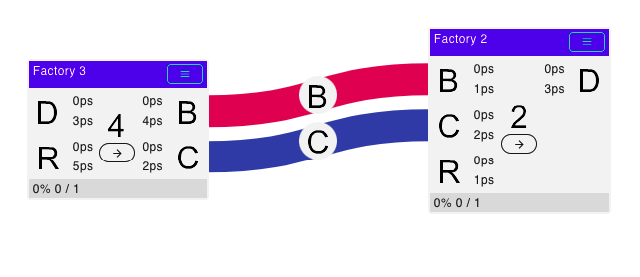 Factory 3
D 0ps 3ps 4 0ps 4ps B
R 0ps 5ps → 0ps 2ps C
0% 0 / 1
B
C
Factory 2
B 0ps 1ps 0ps 3ps D
C 0ps 2ps 2 →
R 0ps 1ps
0% 0 / 1